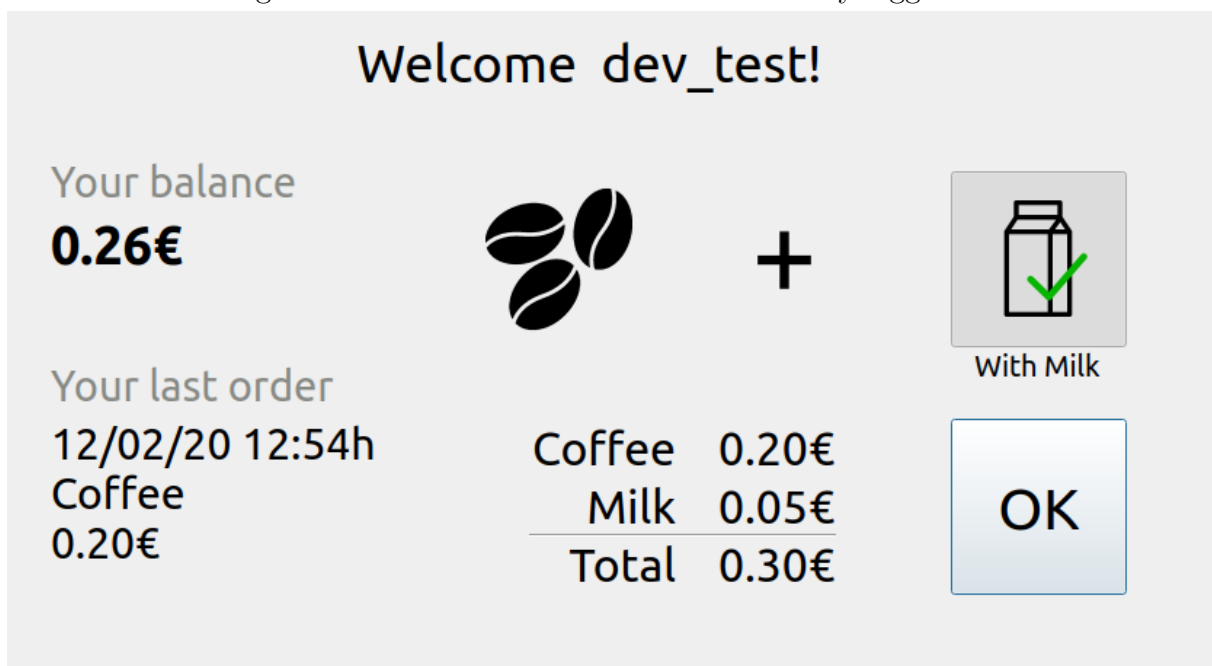 Welcome dev_test!
Your balance
0.26€
+
With Milk
Your last order
12/02/20 12:54h
Coffee
0.20€
Coffee 0.20€
Milk 0.05€
Total 0.30€
OK